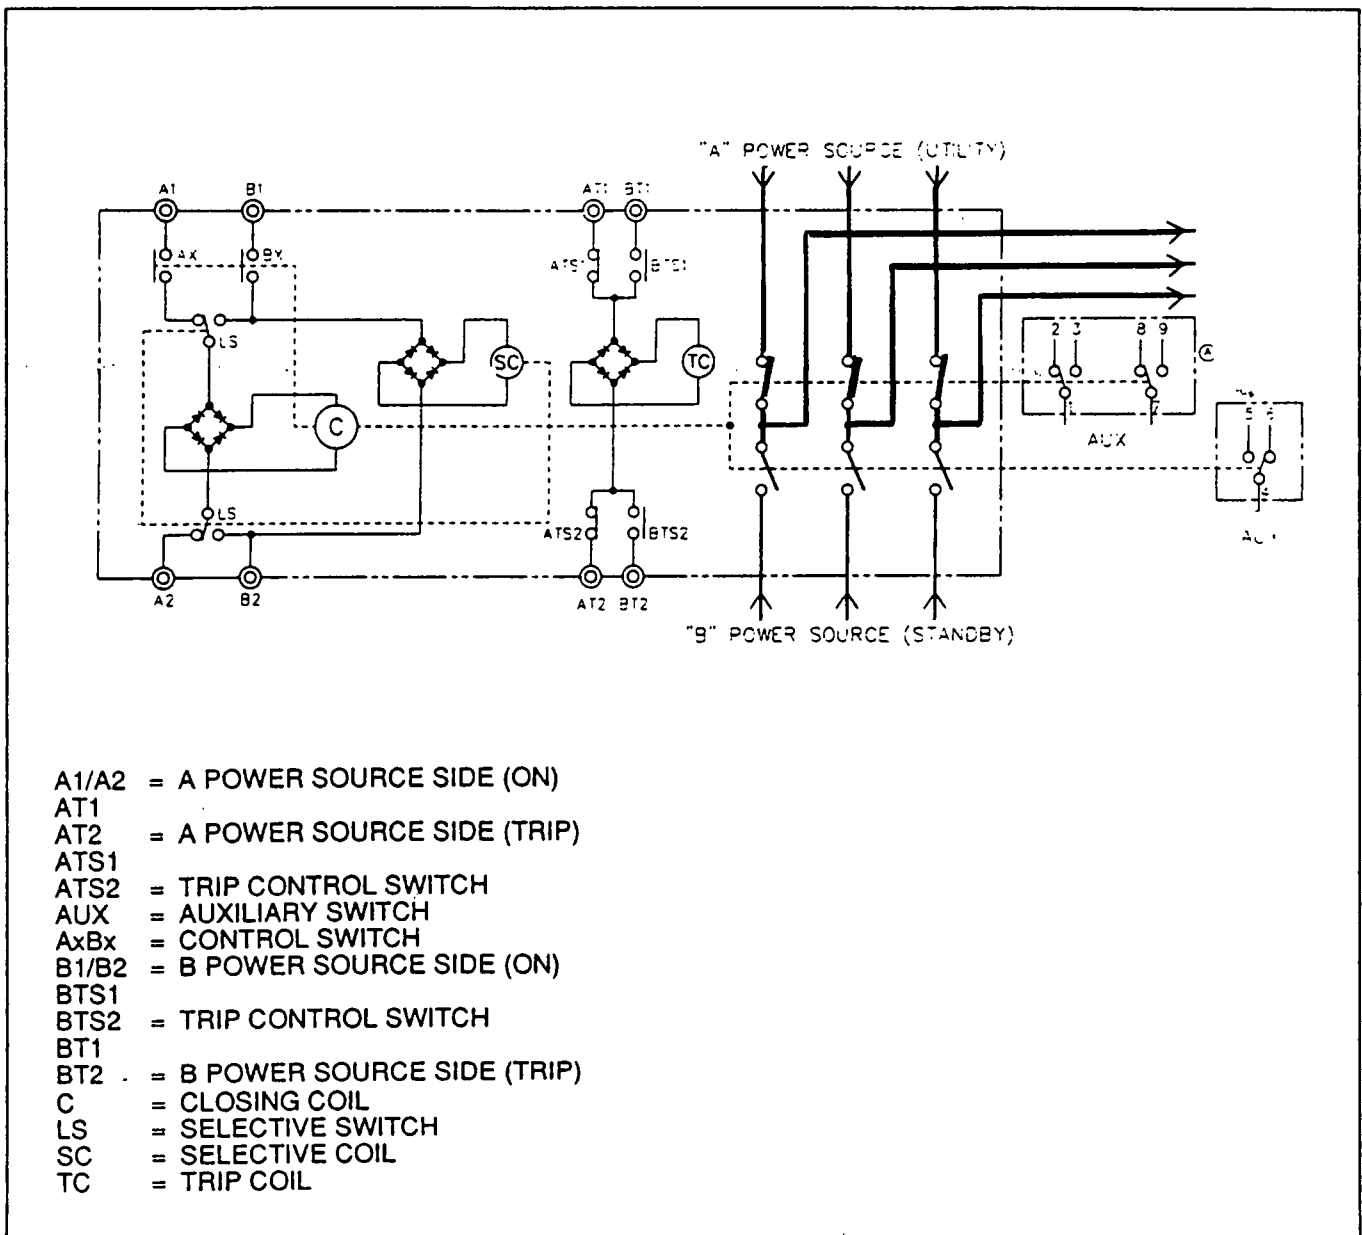 "A" POWER SOURCE (UTILITY)
A1 B1 AT1 BT1
AX BX ATS1 BTS1
LS
SC TC
2 3 8 9
A
C
1 7
AUX
5 6
LS
ATS2 BTS2
A2 B2 AT2 BT2
"B" POWER SOURCE (STANDBY)
A1/A2 = A POWER SOURCE SIDE (ON)
AT1
AT2 = A POWER SOURCE SIDE (TRIP)
ATS1
ATS2 = TRIP CONTROL SWITCH
AUX = AUXILIARY SWITCH
AxBx = CONTROL SWITCH
B1/B2 = B POWER SOURCE SIDE (ON)
BTS1
BTS2 = TRIP CONTROL SWITCH
BT1
BT2 = B POWER SOURCE SIDE (TRIP)
C = CLOSING COIL
LS = SELECTIVE SWITCH
SC = SELECTIVE COIL
TC = TRIP COIL